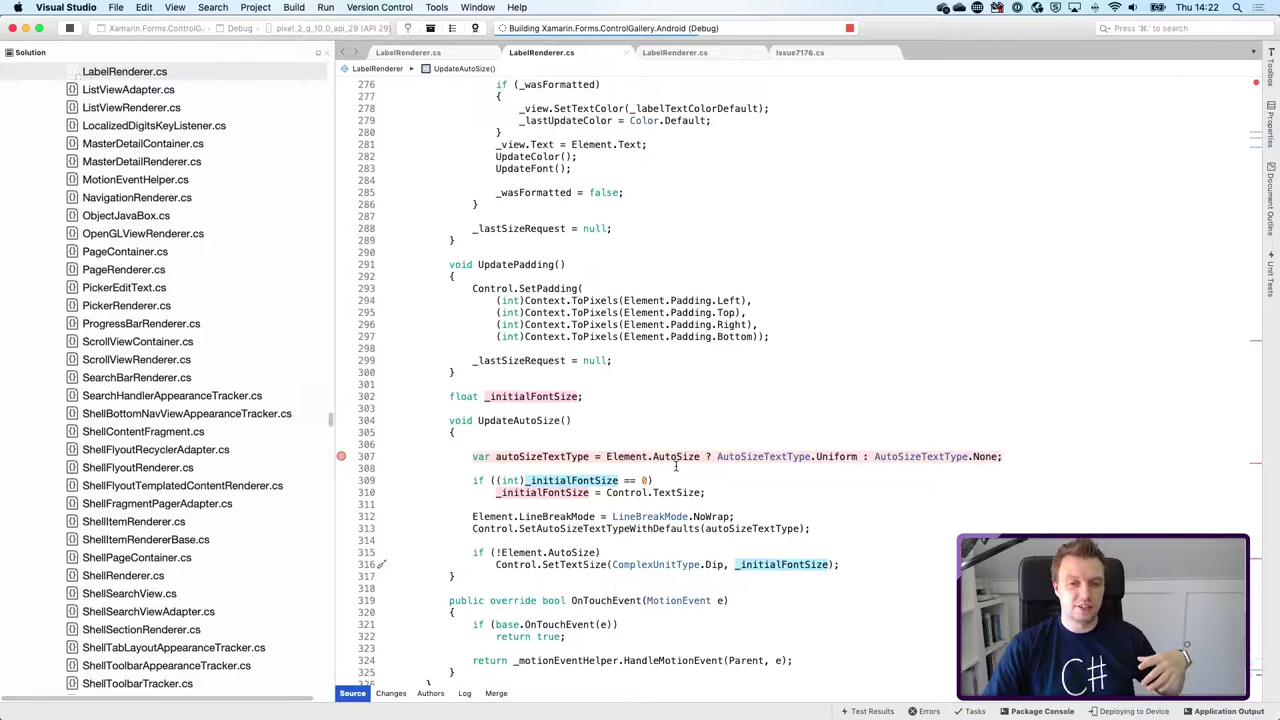 Visual Studio File Edit View Search Project Build Run Version Control Tools Window Help
Thu 14:22
Xamarin.Forms.ControlG... Debug pixel_2_q_10_0_api_29 (API 29)
Building Xamarin.Forms.ControlGallery.Android (Debug)
Press '⌘.' to search
Solution
LabelRenderer.cs
ListViewAdapter.cs
ListViewRenderer.cs
LocalizedDigitsKeyListener.cs
MasterDetailContainer.cs
MasterDetailRenderer.cs
MotionEventHelper.cs
NavigationRenderer.cs
ObjectJavaBox.cs
OpenGLViewRenderer.cs
PageContainer.cs
PageRenderer.cs
PickerEditText.cs
PickerRenderer.cs
ProgressBarRenderer.cs
ScrollViewContainer.cs
ScrollViewRenderer.cs
SearchBarRenderer.cs
SearchHandlerAppearanceTracker.cs
ShellBottomNavViewAppearanceTracker.cs
ShellContentFragment.cs
ShellFlyoutRecyclerAdapter.cs
ShellFlyoutRenderer.cs
ShellFlyoutTemplatedContentRenderer.cs
ShellFragmentPagerAdapter.cs
ShellItemRenderer.cs
ShellItemRendererBase.cs
ShellPageContainer.cs
ShellRenderer.cs
ShellSearchView.cs
ShellSearchViewAdapter.cs
ShellSectionRenderer.cs
ShellTabLayoutAppearanceTracker.cs
ShellToolbarAppearanceTracker.cs
ShellToolbarTracker.cs
LabelRenderer.cs LabelRenderer.cs LabelRenderer.cs Issue7176.cs
LabelRenderer ▸ UpdateAutoSize()
276 if (_wasFormatted)
277 {
278 _view.SetTextColor(_labelTextColorDefault);
279 _lastUpdateColor = Color.Default;
280 }
281 _view.Text = Element.Text;
282 UpdateColor();
283 UpdateFont();
284
285 _wasFormatted = false;
286 }
287
288 _lastSizeRequest = null;
289 }
290
291 void UpdatePadding()
292 {
293 Control.SetPadding(
294 (int)Context.ToPixels(Element.Padding.Left),
295 (int)Context.ToPixels(Element.Padding.Top),
296 (int)Context.ToPixels(Element.Padding.Right),
297 (int)Context.ToPixels(Element.Padding.Bottom));
298
299 _lastSizeRequest = null;
300 }
301
302 float _initialFontSize;
303
304 void UpdateAutoSize()
305 {
306
307 var autoSizeTextType = Element.AutoSize ? AutoSizeTextType.Uniform : AutoSizeTextType.None;
308
309 if ((int)_initialFontSize == 0)
310 _initialFontSize = Control.TextSize;
311
312 Element.LineBreakMode = LineBreakMode.NoWrap;
313 Control.SetAutoSizeTextTypeWithDefaults(autoSizeTextType);
314
315 if (!Element.AutoSize)
316 Control.SetTextSize(ComplexUnitType.Dip, _initialFontSize);
317 }
318
319 public override bool OnTouchEvent(MotionEvent e)
320 {
321 if (base.OnTouchEvent(e))
322 return true;
323
324 return _motionEventHelper.HandleMotionEvent(Parent, e);
325 }
326 }
Source Changes Authors Log Merge
Toolbox
Properties
Document Outline
Unit Tests
C#
Test Results Errors Tasks Package Console Deploying to Device Application Output